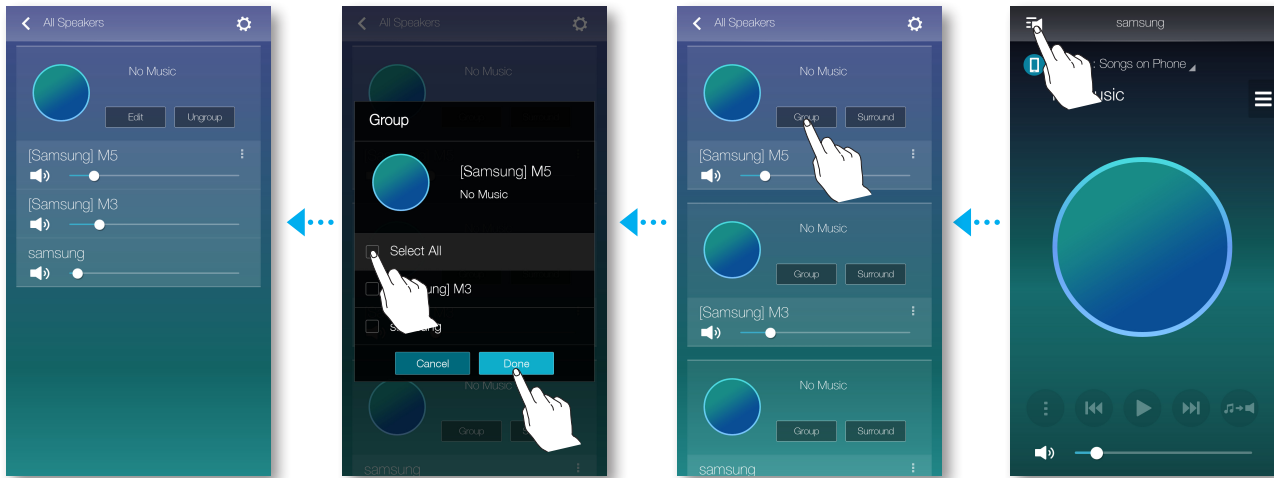 All Speakers
No Music
Edit Ungroup
[Samsung] M5
[Samsung] M3
samsung
All Speakers
No Music
Group
[Samsung] M5
No Music
Select All
M3
Cancel Done
No Music
Group
samsung
All Speakers
No Music
Group Surround
[Samsung] M5
No Music
Group Surround
[Samsung] M3
No Music
Group Surround
samsung
samsung
: Songs on Phone